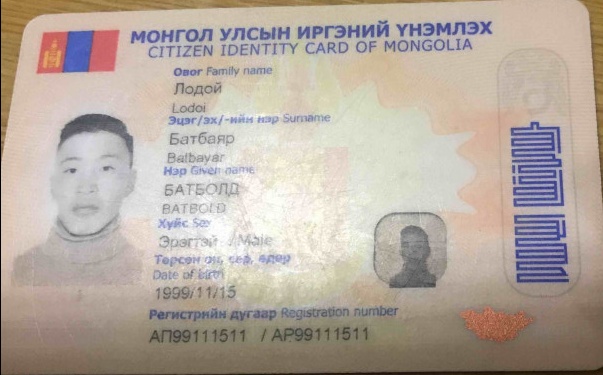 МОНГОЛ УЛСЫН ИРГЭНИЙ ҮНЭМЛЭХ
CITIZEN IDENTITY CARD OF MONGOLIA
Овог Family name
Лодой
Lodoi
Эцэг/эх/-ийн нэр Surname
Батбаяр
Batbayar
Нэр Given name
БАТБОЛД
BATBOLD
Хүйс Sex
Эрэгтэй / Male
Төрсөн он, сар, өдөр
Date of birth
1999/11/15
Регистрийн дугаар Registration number
АП99111511 / AP99111511